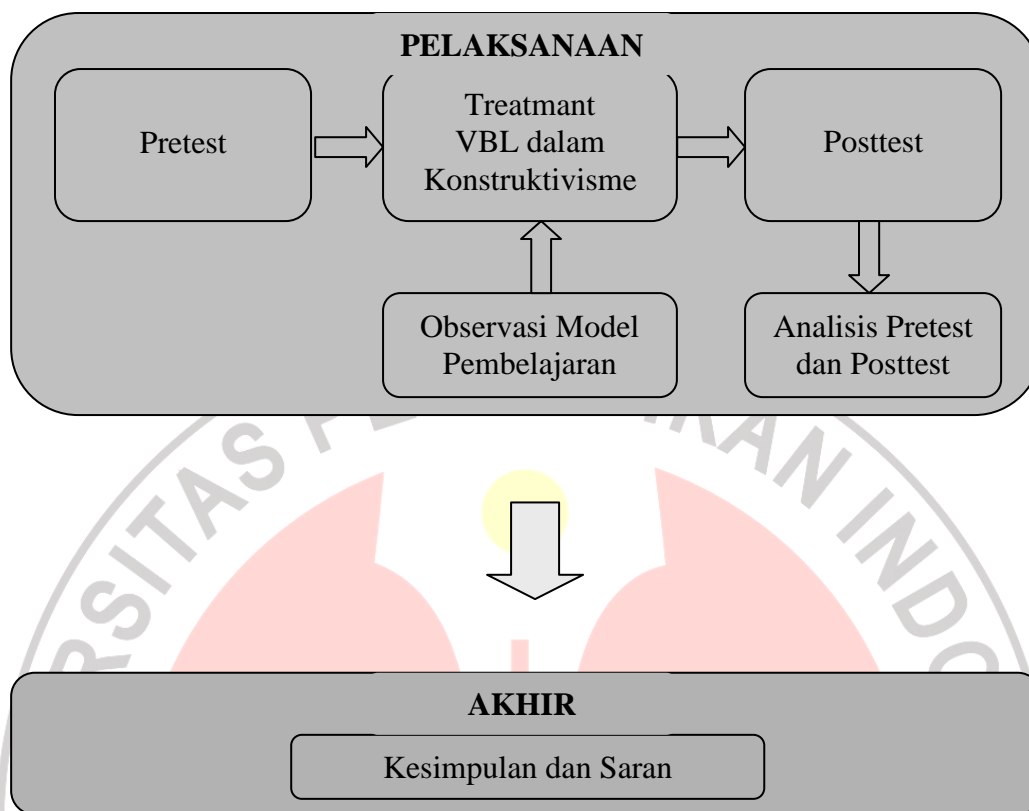 PELAKSANAAN
Pretest
Treatmant
VBL dalam
Konstruktivisme
Posttest
Observasi Model
Pembelajaran
Analisis Pretest
dan Posttest
AKHIR
Kesimpulan dan Saran